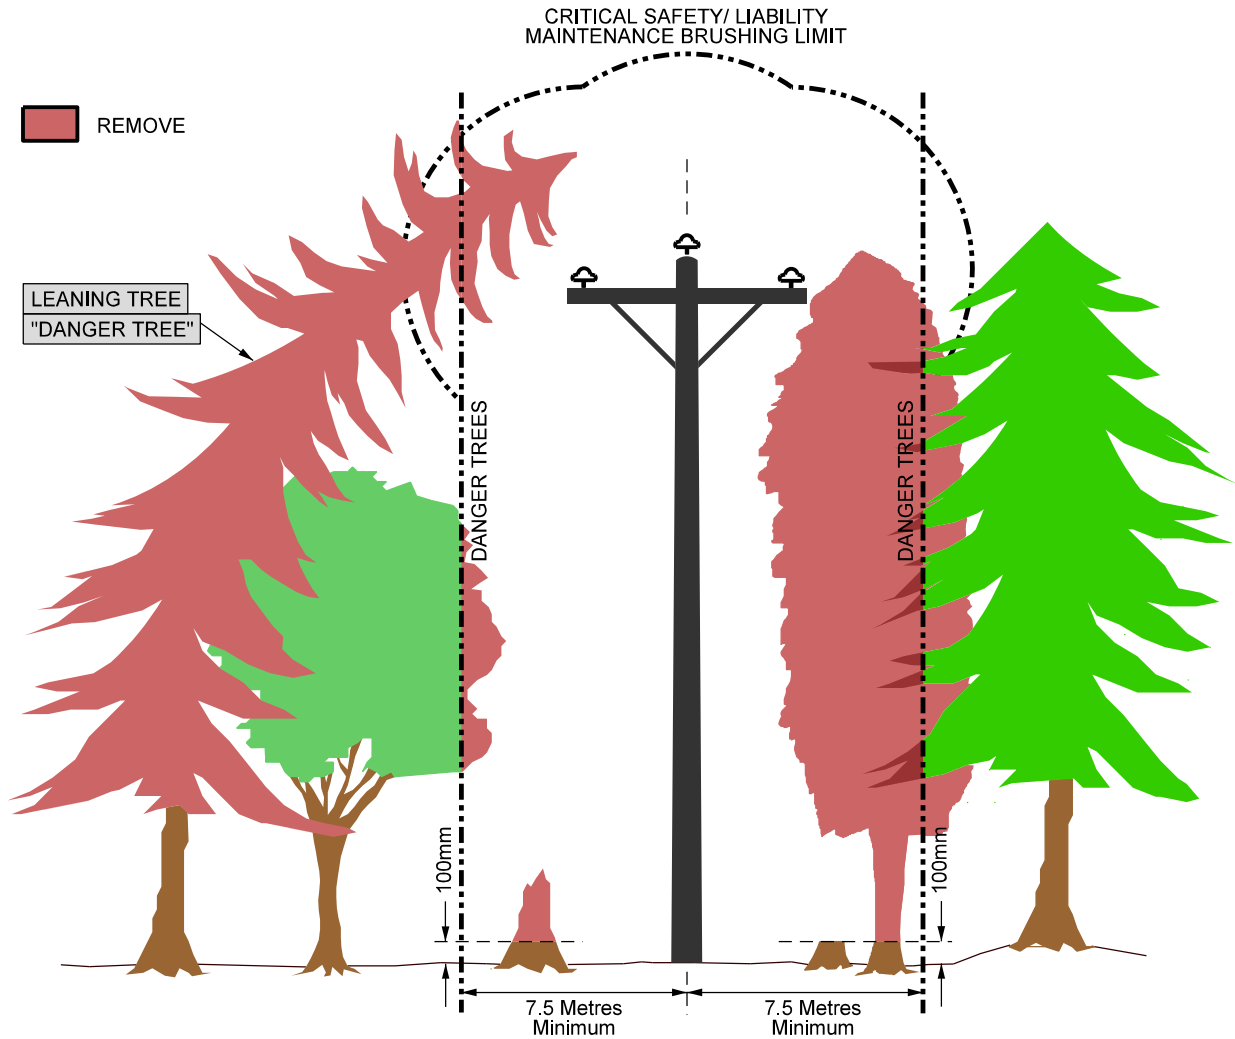 CRITICAL SAFETY/ LIABILITY
MAINTENANCE BRUSHING LIMIT
REMOVE
LEANING TREE
"DANGER TREE"
DANGER TREES
DANGER TREES
100mm
100mm
7.5 Metres
Minimum
7.5 Metres
Minimum